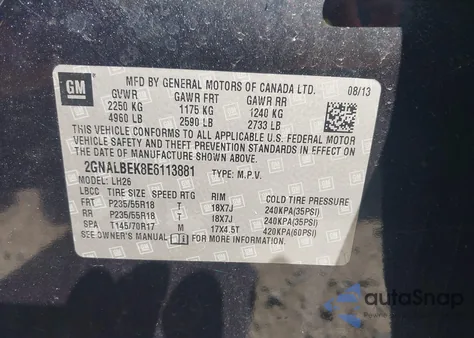 GM
MFD BY GENERAL MOTORS OF CANADA LTD. 08/13
GVWR GAWR FRT GAWR RR
2250 KG 1175 KG 1240 KG
4960 LB 2590 LB 2733 LB
THIS VEHICLE CONFORMS TO ALL APPLICABLE U.S. FEDERAL MOTOR
VEHICLE SAFETY AND THEFT PREVENTION STANDARDS IN EFFECT ON
THE DATE OF MANUFACTURE SHOWN ABOVE.
2GNALBEK8E6113881 TYPE: M.P.V.
MODEL: LH26
LBCC TIRE SIZE SPEED RTG RIM COLD TIRE PRESSURE
FRT P235/55R18 T 18X7J 240KPA(35PSI)
RR P235/55R18 T 18X7J 240KPA(35PSI)
SPA T145/70R17 M 17X4.5T 420KPA(60PSI)
SEE OWNER'S MANUAL FOR MORE INFORMATION.
autoSnap